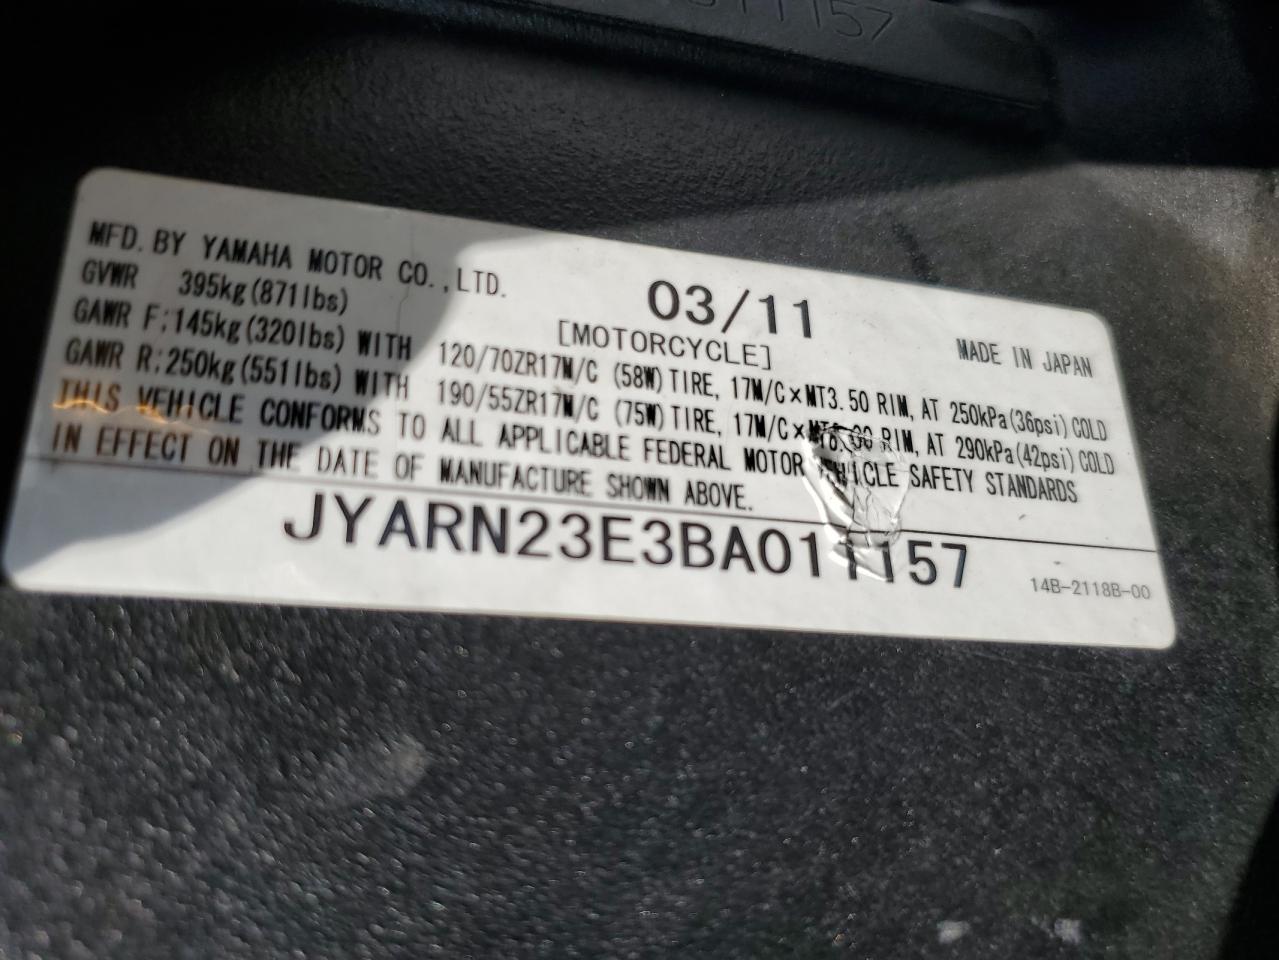 11157
MFD. BY YAMAHA MOTOR CO., LTD.
03/11
GVWR 395kg(871lbs)
[MOTORCYCLE]
MADE IN JAPAN
GAWR F:145kg(320lbs) WITH 120/70ZR17M/C (58W)TIRE, 17M/C×MT3.50 RIM, AT 250kPa(36psi)COLD
GAWR R:250kg(551lbs) WITH 190/55ZR17M/C (75W)TIRE, 17M/C× RIM, AT 290kPa(42psi)COLD
THIS VEHICLE CONFORMS TO ALL APPLICABLE FEDERAL MOTOR VEHICLE SAFETY STANDARDS
IN EFFECT ON THE DATE OF MANUFACTURE SHOWN ABOVE.
JYARN23E3BA011157
14B-2118B-00